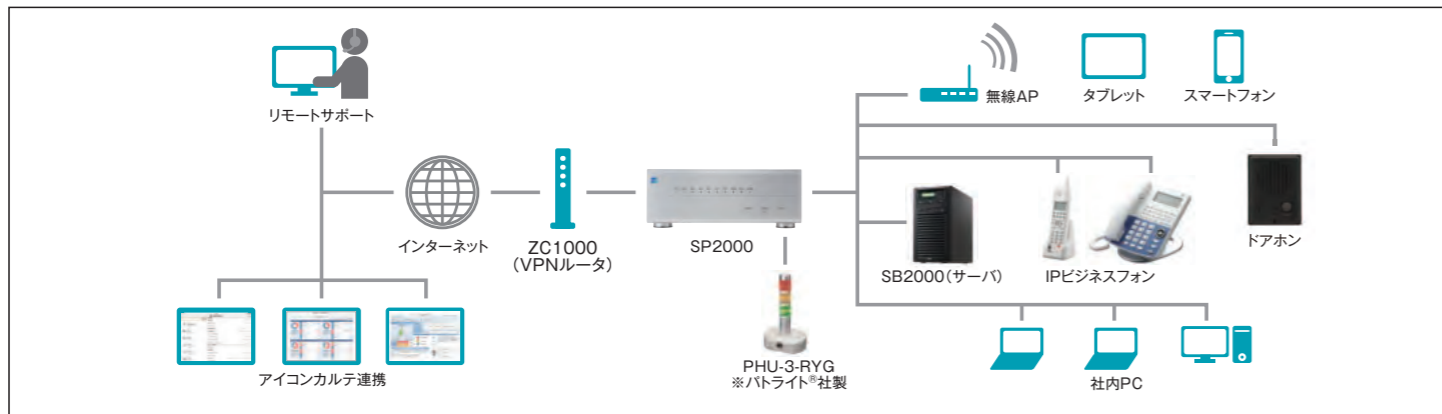 リモートサポート
インターネット
ZC1000
（VPNルータ）
SP2000
無線AP
タブレット
スマートフォン
ドアホン
SB2000（サーバ）
IPビジネスフォン
アイコンカルテ連携
PHU-3-RYG
※パトライト®社製
社内PC